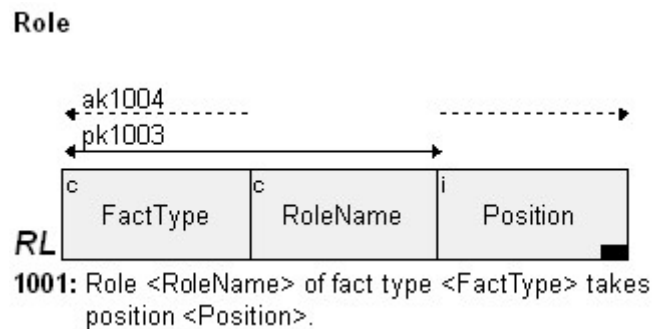 Role
ak1004
pk1003
c FactType c RoleName i Position
RL
1001: Role <RoleName> of fact type <FactType> takes
position <Position>.